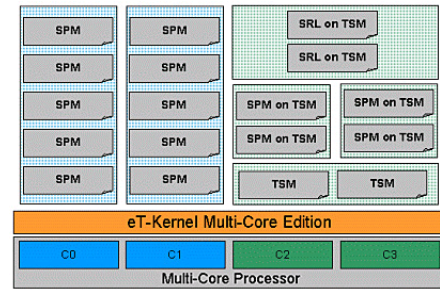 SPM SPM SRL on TSM
SPM SPM SRL on TSM
SPM SPM SPM on TSM SPM on TSM
SPM SPM SPM on TSM SPM on TSM
SPM SPM TSM TSM
eT-Kernel Multi-Core Edition
C0 C1 C2 C3
Multi-Core Processor